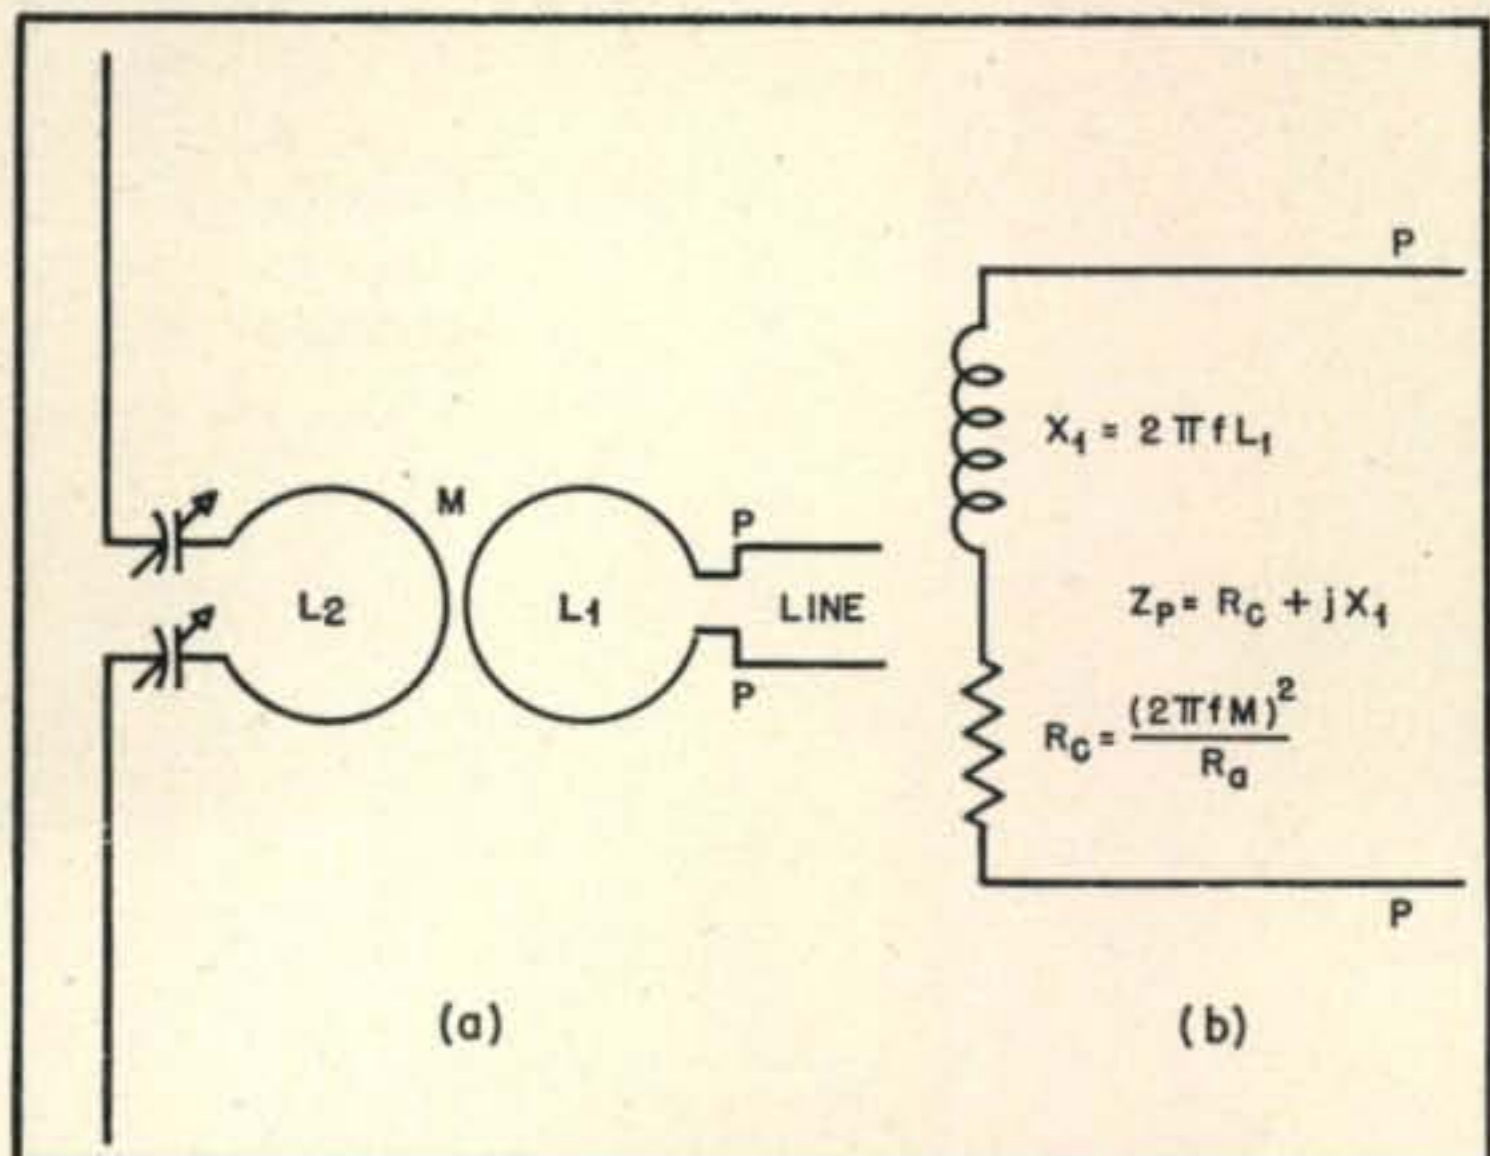 M
P
L2
L1
LINE
P
(a)
P
X1 = 2πfL1
ZP = RC + jX1
RC = (2πfM)²
Ra
P
(b)